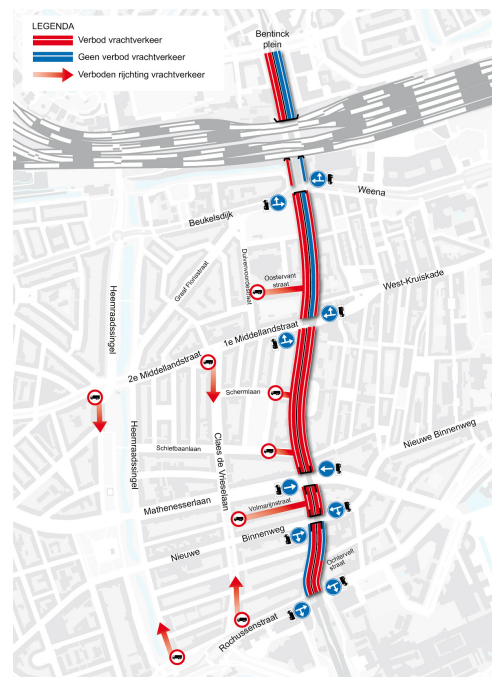 LEGENDA
Verbod vrachtverkeer
Geen verbod vrachtverkeer
Verboden rijchting vrachtverkeer
Bentinck
plein
Weena
Beukelsdijk
Graaf Florisstraat
Duivenvoordestraat
Oostervant
straat
West-Kruiskade
Heemraadssingel
1e Middellandstraat
2e Middellandstraat
Schermlaan
Heemraadssingel
Claes de Vrieselaan
Schietbaanlaan
Nieuwe Binnenweg
Mathenesserlaan
Volmarijnstraat
Nieuwe
Binnenweg
Ochtervelt
straat
Rochussenstraat